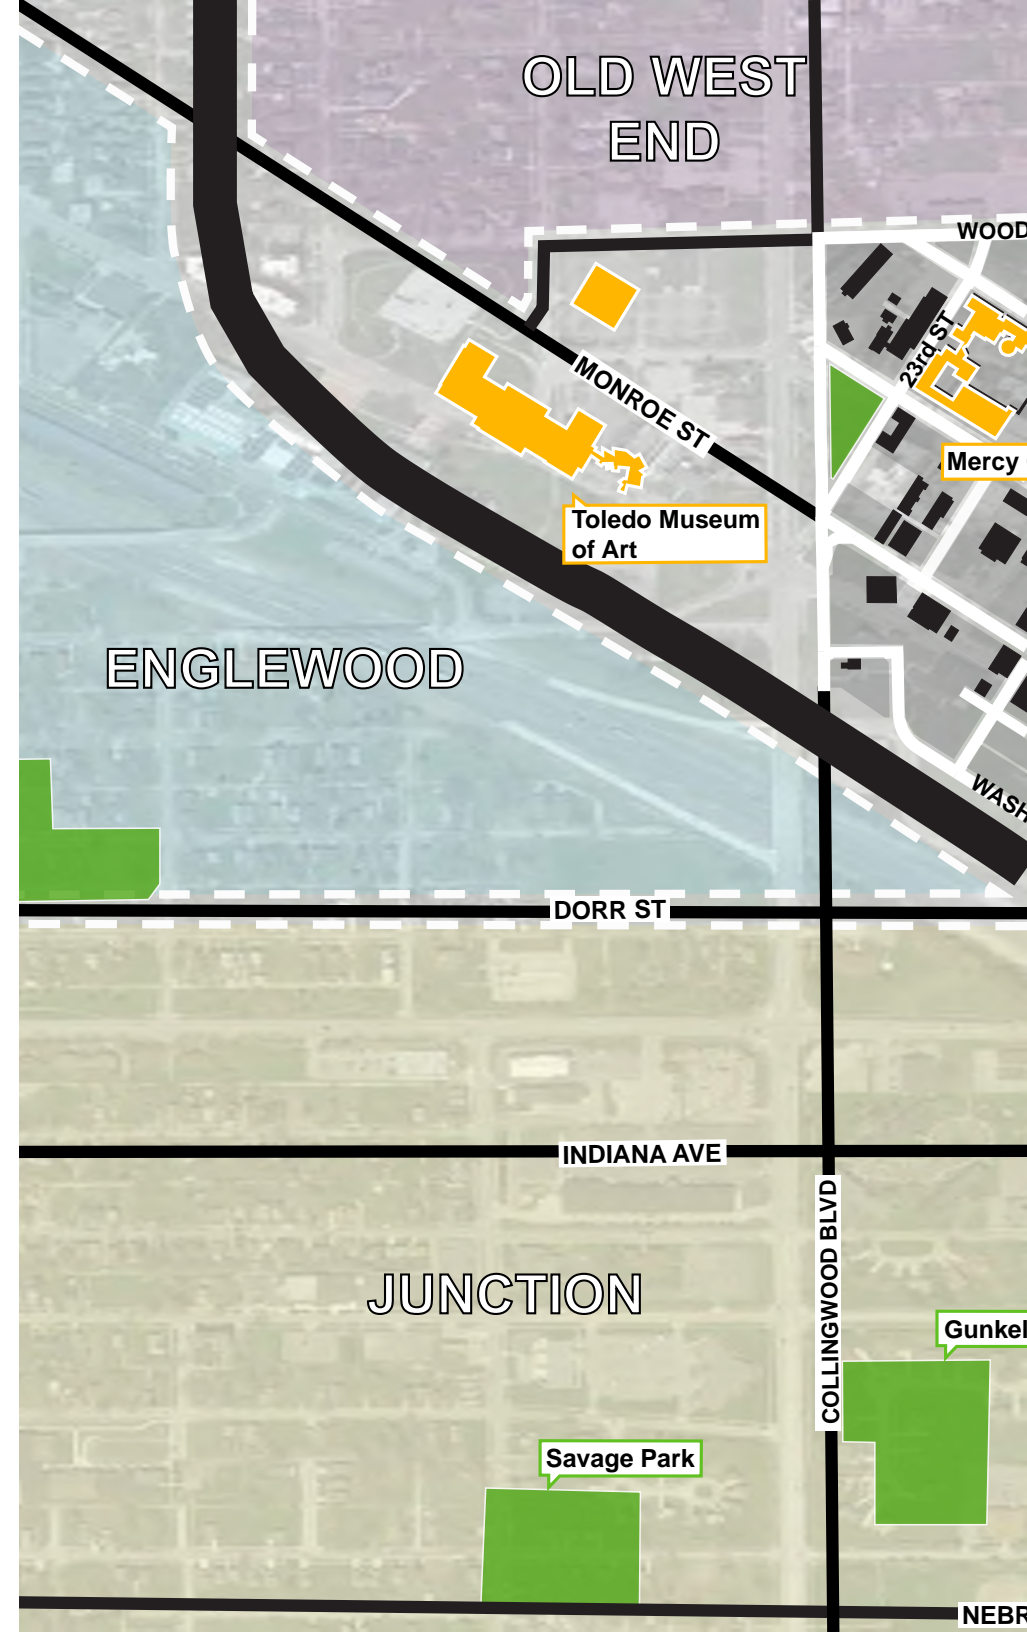 OLD WEST
END
WOOD
23rd ST
MONROE ST
Mercy
Toledo Museum
of Art
ENGLEWOOD
WASH
DORR ST
INDIANA AVE
COLLINGWOOD BLVD
JUNCTION
Gunkel
Savage Park
NEBR